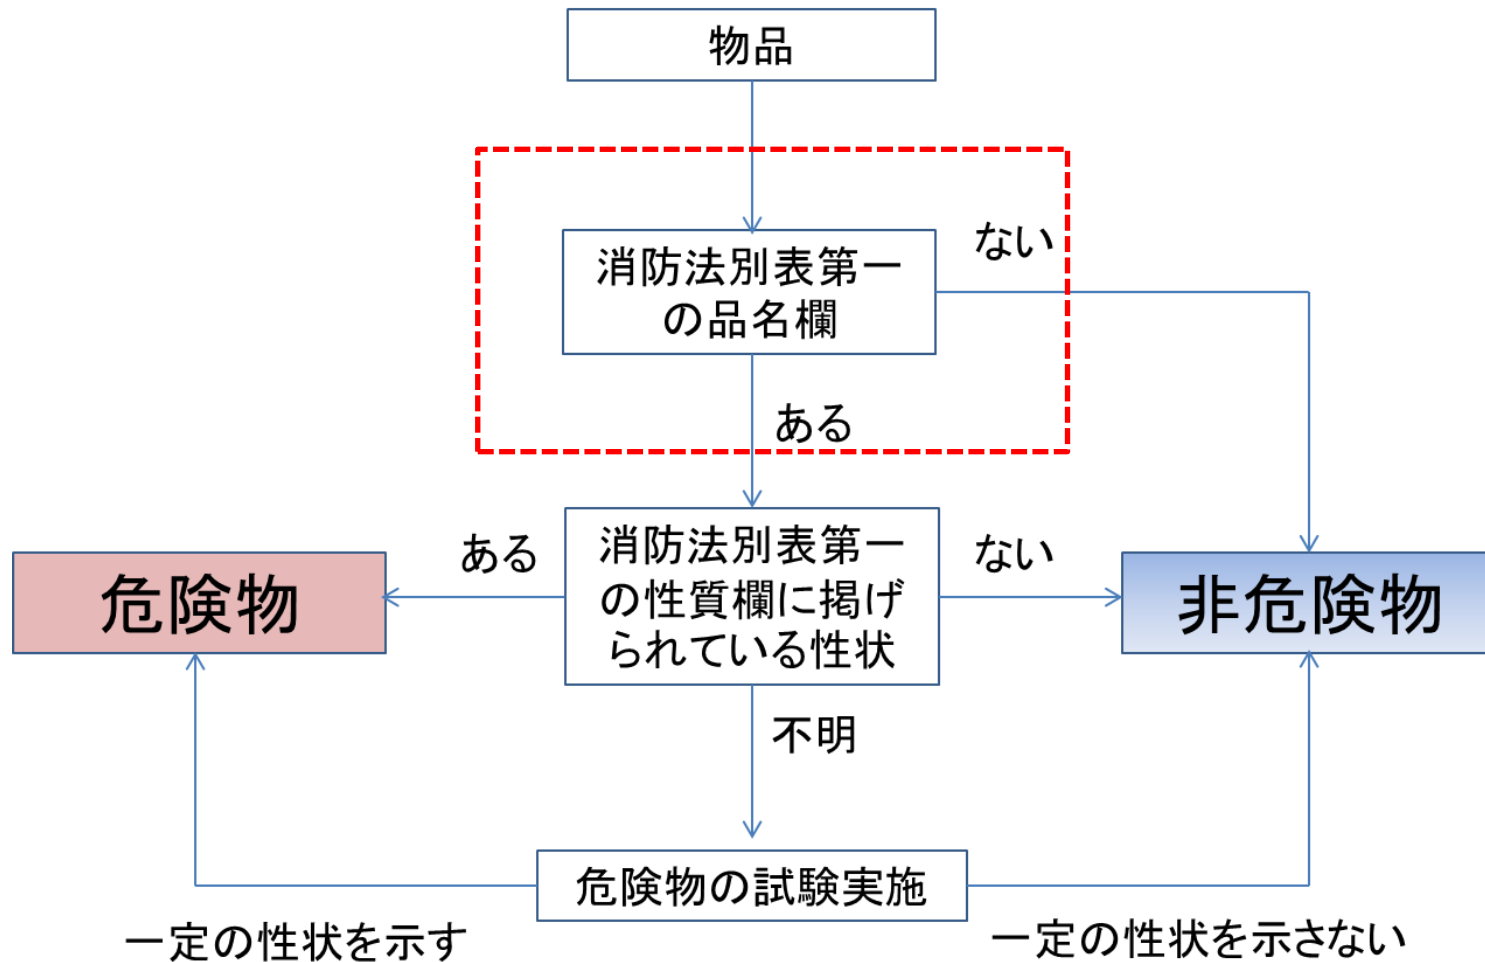 物品
消防法別表第一
の品名欄
ない
ある
消防法別表第一
の性質欄に掲げ
られている性状
ある
ない
危険物
非危険物
不明
危険物の試験実施
一定の性状を示す
一定の性状を示さない